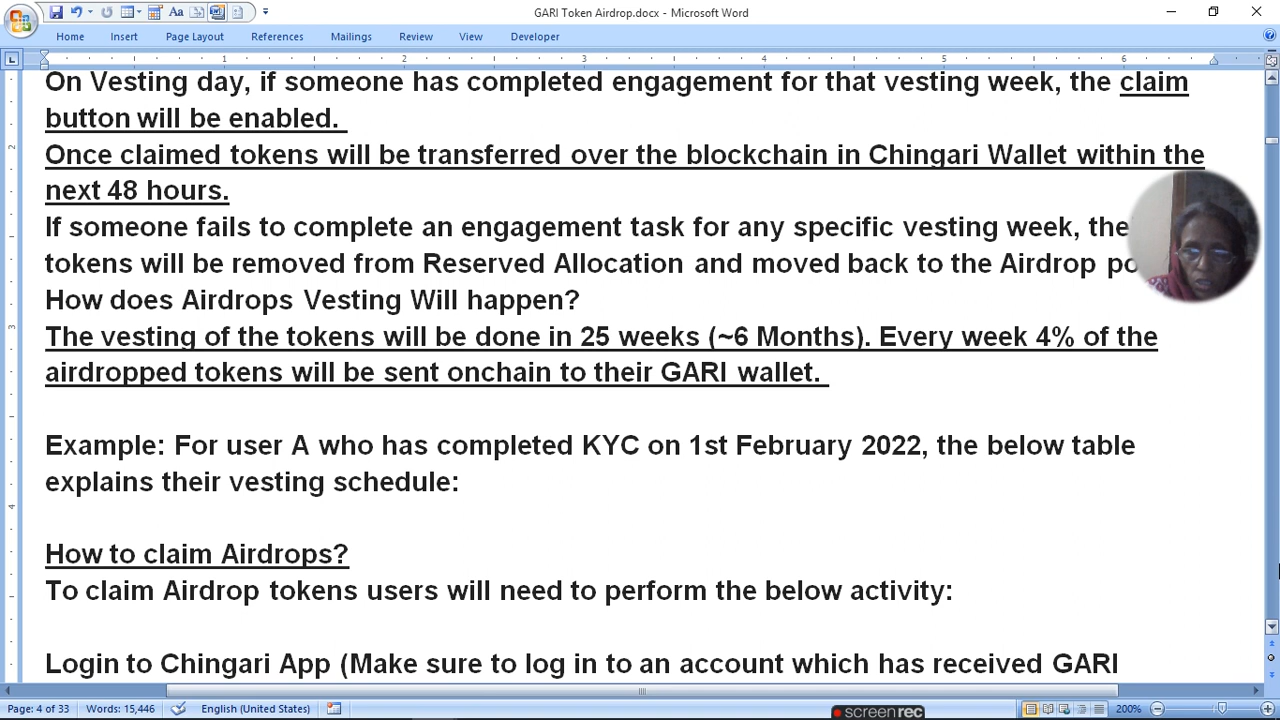 GARI Token Airdrop.docx - Microsoft Word
Home Insert Page Layout References Mailings Review View Developer
1 2 3 4 5 6
On Vesting day, if someone has completed engagement for that vesting week, the claim
button will be enabled.
Once claimed tokens will be transferred over the blockchain in Chingari Wallet within the
next 48 hours.
If someone fails to complete an engagement task for any specific vesting week, the
tokens will be removed from Reserved Allocation and moved back to the Airdrop
How does Airdrops Vesting Will happen?
The vesting of the tokens will be done in 25 weeks (~6 Months). Every week 4% of the
airdropped tokens will be sent onchain to their GARI wallet.
Example: For user A who has completed KYC on 1st February 2022, the below table
explains their vesting schedule:
How to claim Airdrops?
To claim Airdrop tokens users will need to perform the below activity:
Login to Chingari App (Make sure to log in to an account which has received GARI
Page: 4 of 33 Words: 15,446 English (United States) 200%
screenrec